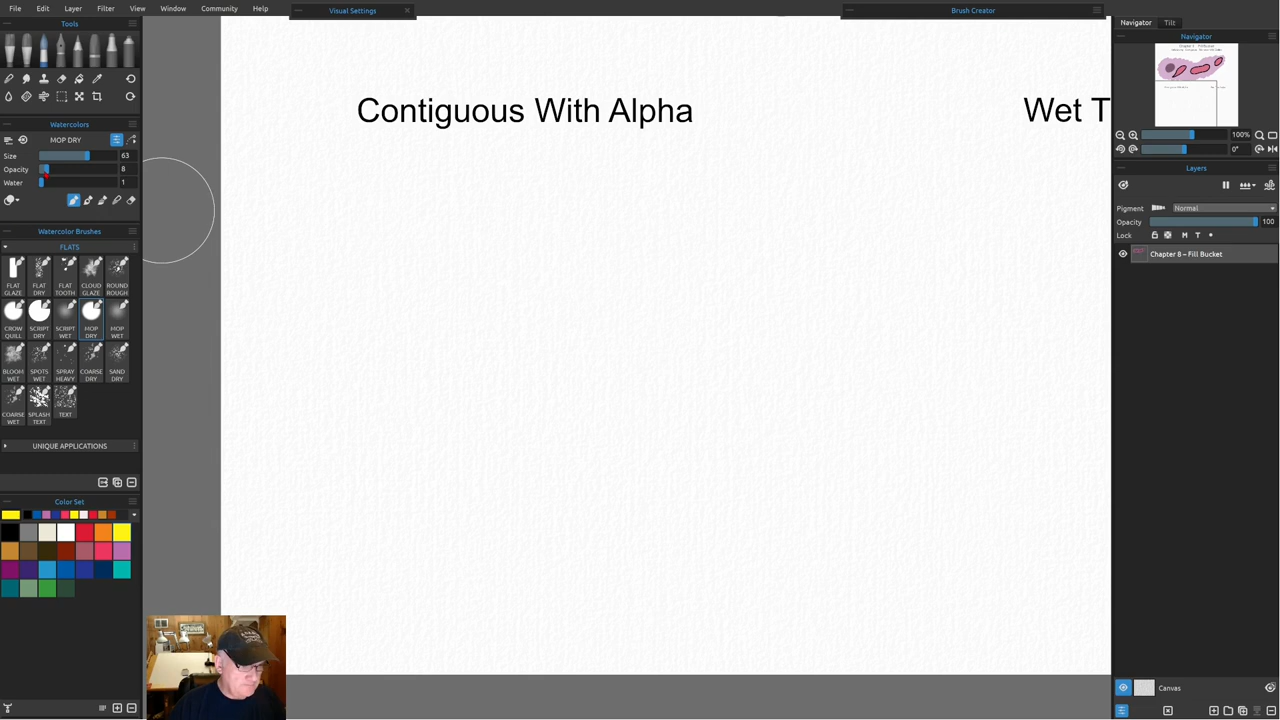 File Edit View Layer Filter Window Community Help
Visual Settings
Brush Creator
Navigator Tilt
Tools
Navigator
Watercolors
MOP DRY
Size 63
Opacity 8
Water 1
100%
0°
Layers
Pigment Normal
Opacity 100
Lock M T
Chapter 8 – Fill Bucket
Contiguous With Alpha
Wet T
Watercolor Brushes
FLATS
FLAT GLAZE
FLAT DRY
FLAT TOOTH
CLOUD GLAZE
ROUND ROUGH
CROW QUILL
SCRIPT DRY
SCRIPT WET
MOP DRY
MOP WET
BLOOM WET
SPOTS WET
SPRAY HEAVY
COARSE DRY
SAND DRY
COARSE WET
SPLASH TEXT
TEXT
UNIQUE APPLICATIONS
Color Set
Canvas